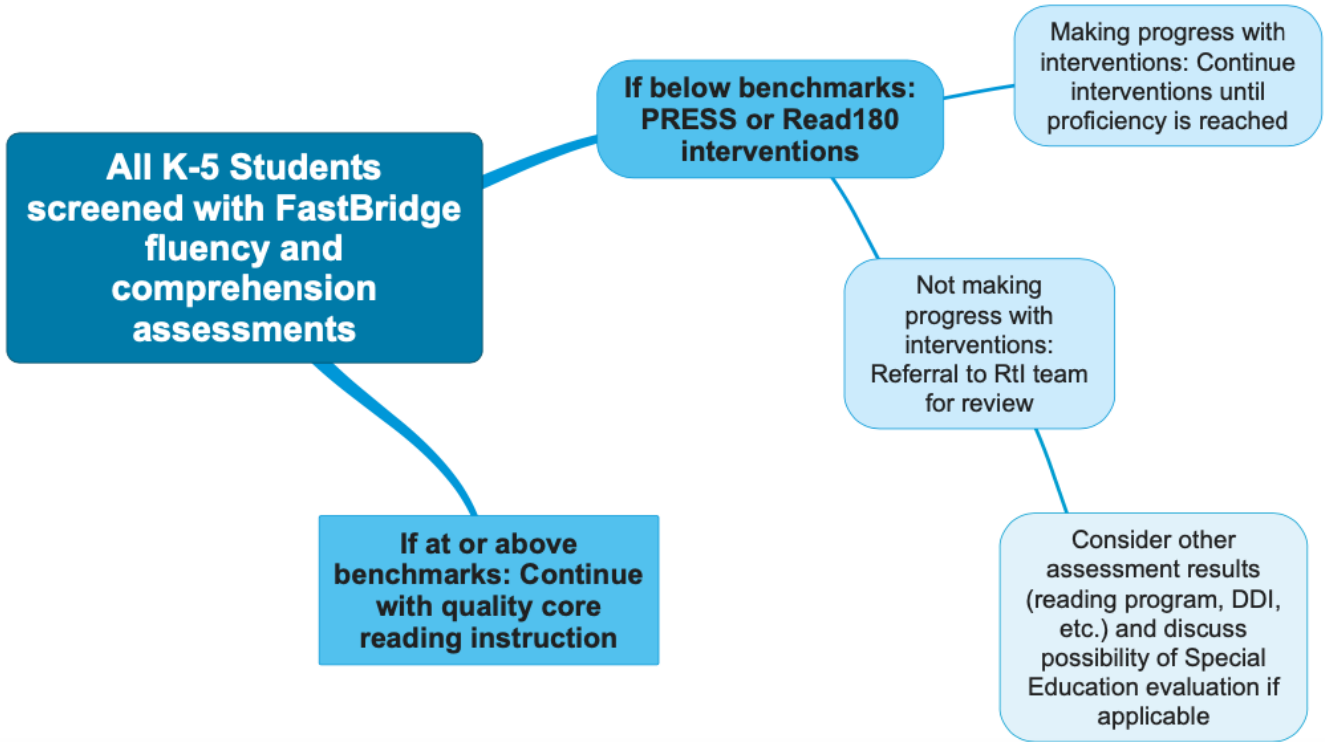 All K-5 Students
screened with FastBridge
fluency and
comprehension
assessments
If below benchmarks:
PRESS or Read180
interventions
Making progress with
interventions: Continue
interventions until
proficiency is reached
Not making
progress with
interventions:
Referral to RtI team
for review
Consider other
assessment results
(reading program, DDI,
etc.) and discuss
possibility of Special
Education evaluation if
applicable
If at or above
benchmarks: Continue
with quality core
reading instruction